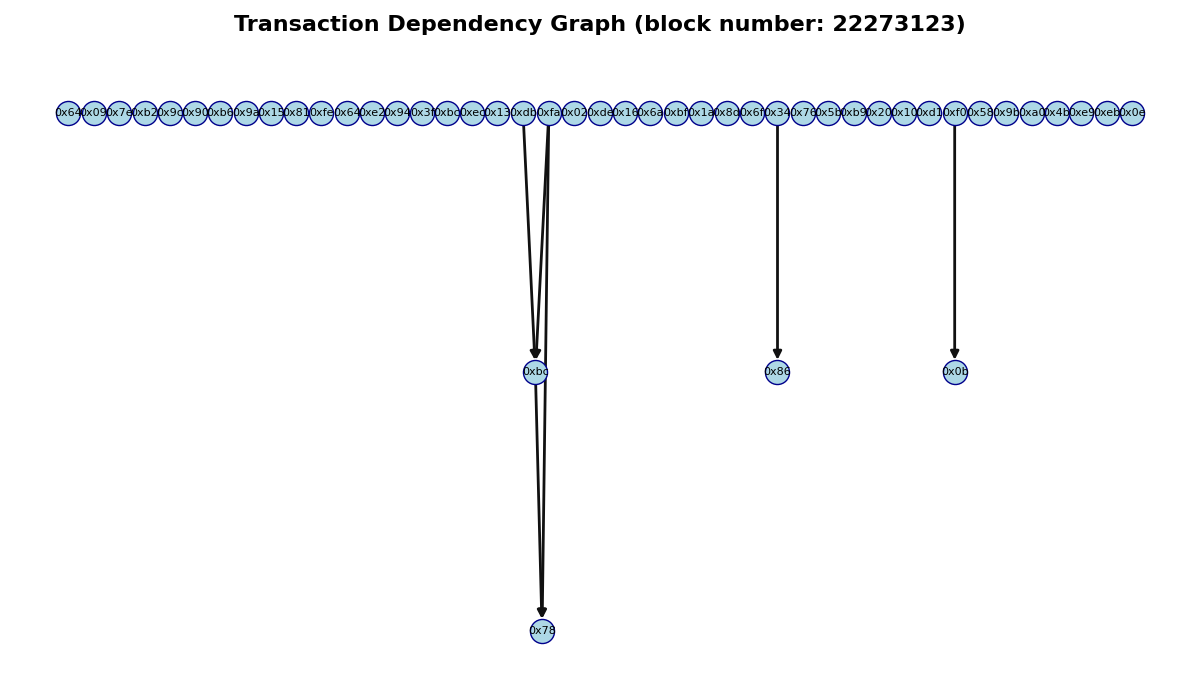 Transaction Dependency Graph (block number: 22273123)
0x64 0x09 0x7e 0xb2 0x9c 0x90 0xb6 0x9a 0x15 0x81 0xfe 0x64 0xe2 0x94 0x3f 0xbc 0xec 0x13 0xdb 0xfa 0x02 0xde 0x16 0x6a 0xbf 0x1a 0x8d 0x6f 0x34 0x76 0x5b 0xb9 0x20 0x10 0xd1 0xf0 0x58 0x9b 0xa0 0x4b 0xe9 0xeb 0x0e
0xbc 0x86 0x0b
0x78